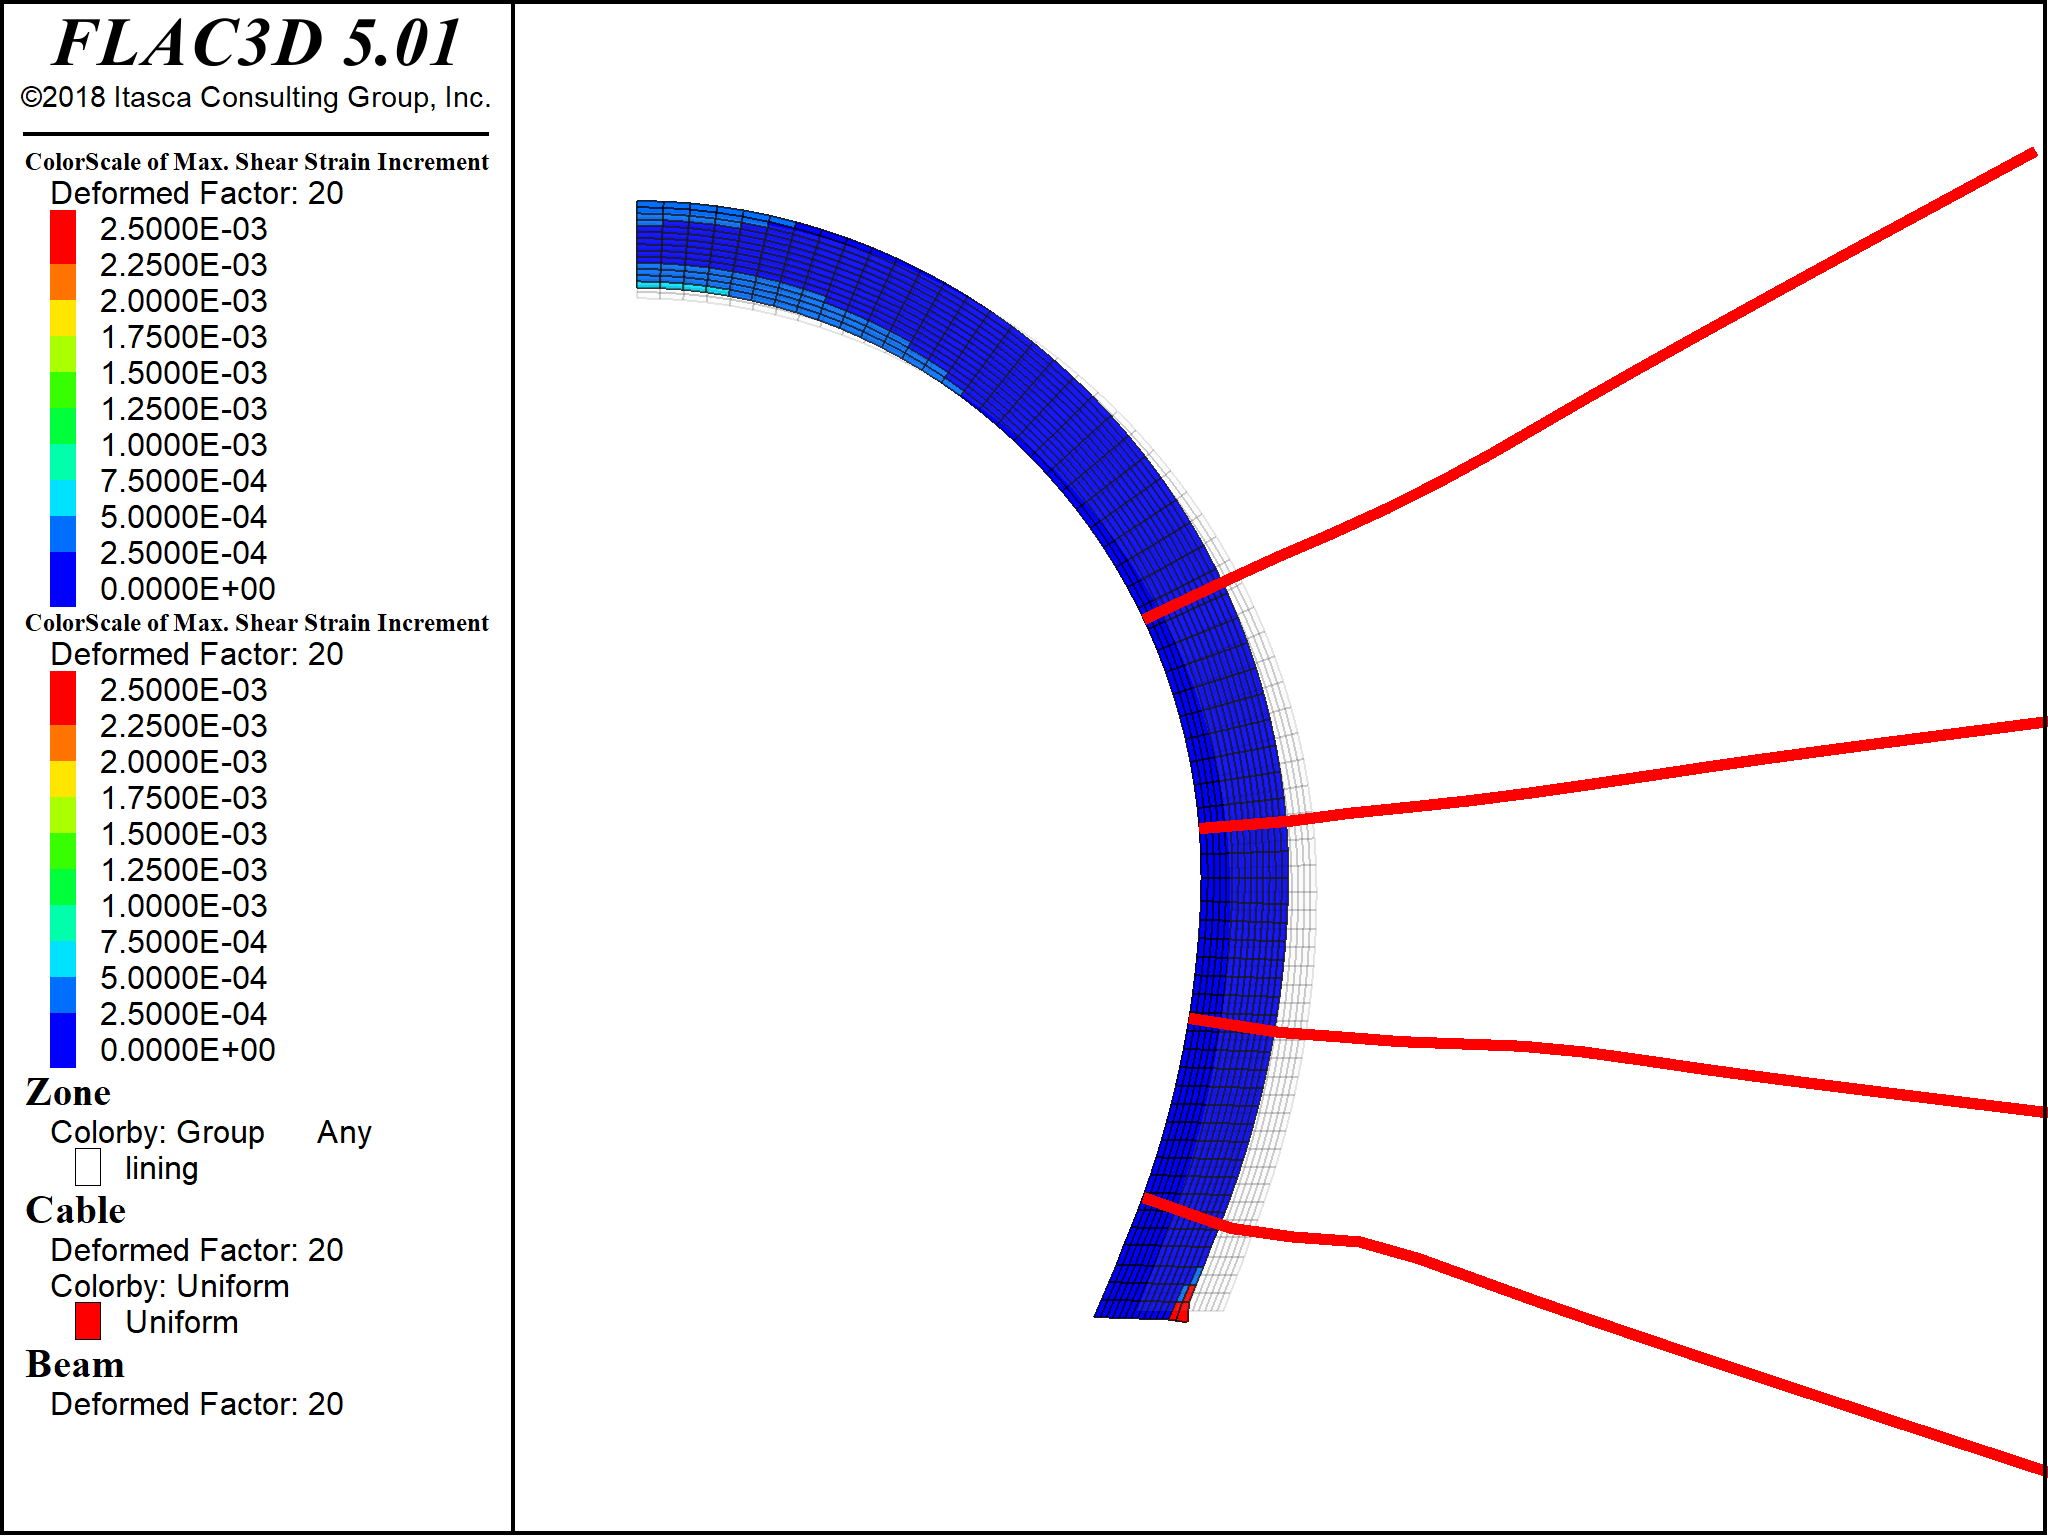 FLAC3D 5.01
©2018 Itasca Consulting Group, Inc.
ColorScale of Max. Shear Strain Increment
Deformed Factor: 20
2.5000E-03
2.2500E-03
2.0000E-03
1.7500E-03
1.5000E-03
1.2500E-03
1.0000E-03
7.5000E-04
5.0000E-04
2.5000E-04
0.0000E+00
ColorScale of Max. Shear Strain Increment
Deformed Factor: 20
2.5000E-03
2.2500E-03
2.0000E-03
1.7500E-03
1.5000E-03
1.2500E-03
1.0000E-03
7.5000E-04
5.0000E-04
2.5000E-04
0.0000E+00
Zone
Colorby: Group Any
lining
Cable
Deformed Factor: 20
Colorby: Uniform
Uniform
Beam
Deformed Factor: 20